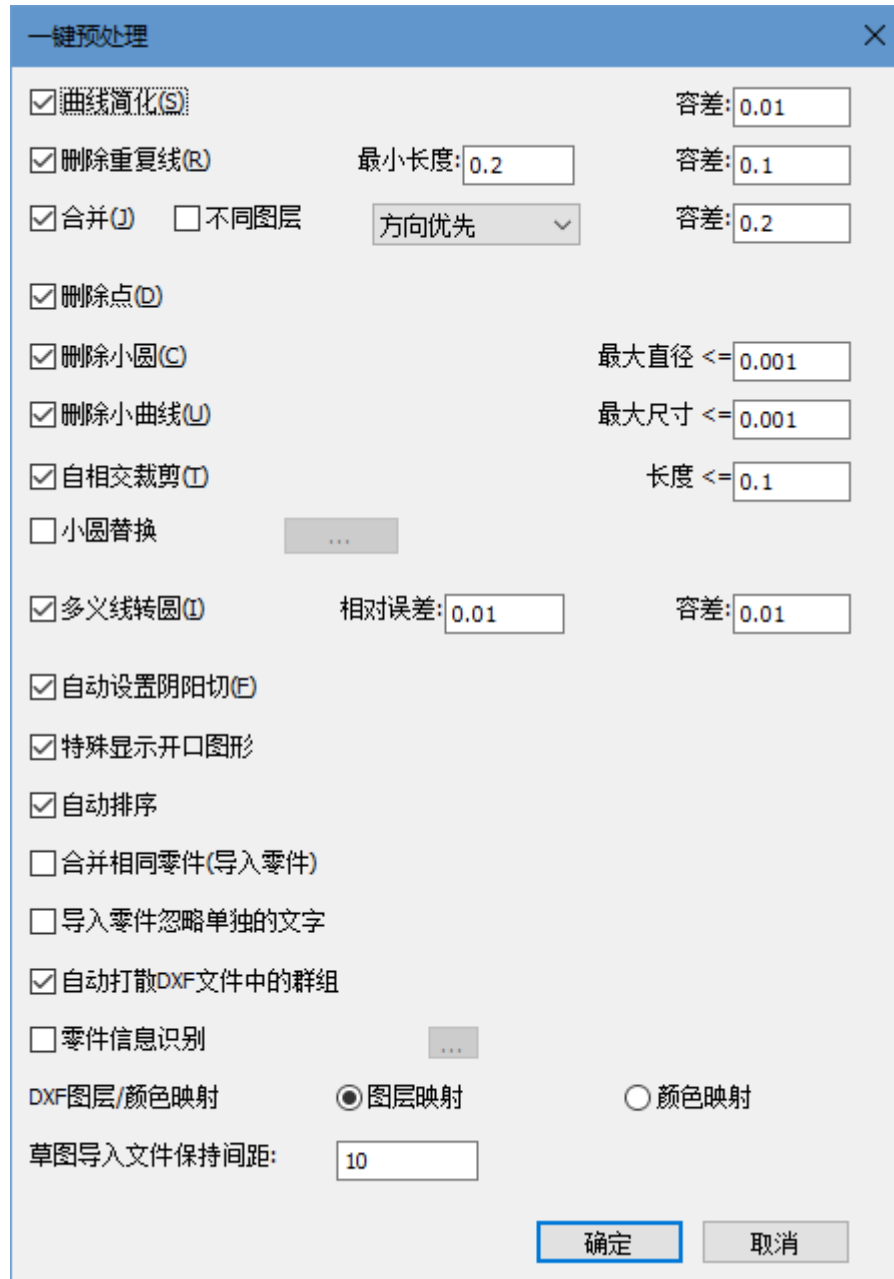 一键预处理
曲线简化(S) 容差: 0.01
删除重复线(R) 最小长度: 0.2 容差: 0.1
合并(J) 不同图层 方向优先 容差: 0.2
删除点(D)
删除小圆(C) 最大直径 <= 0.001
删除小曲线(U) 最大尺寸 <= 0.001
自相交裁剪(T) 长度 <= 0.1
小圆替换 ...
多义线转圆(I) 相对误差: 0.01 容差: 0.01
自动设置阴阳切(F)
特殊显示开口图形
自动排序
合并相同零件(导入零件)
导入零件忽略单独的文字
自动打散DXF文件中的群组
零件信息识别 ...
DXF图层/颜色映射 图层映射 颜色映射
草图导入文件保持间距: 10
确定 取消